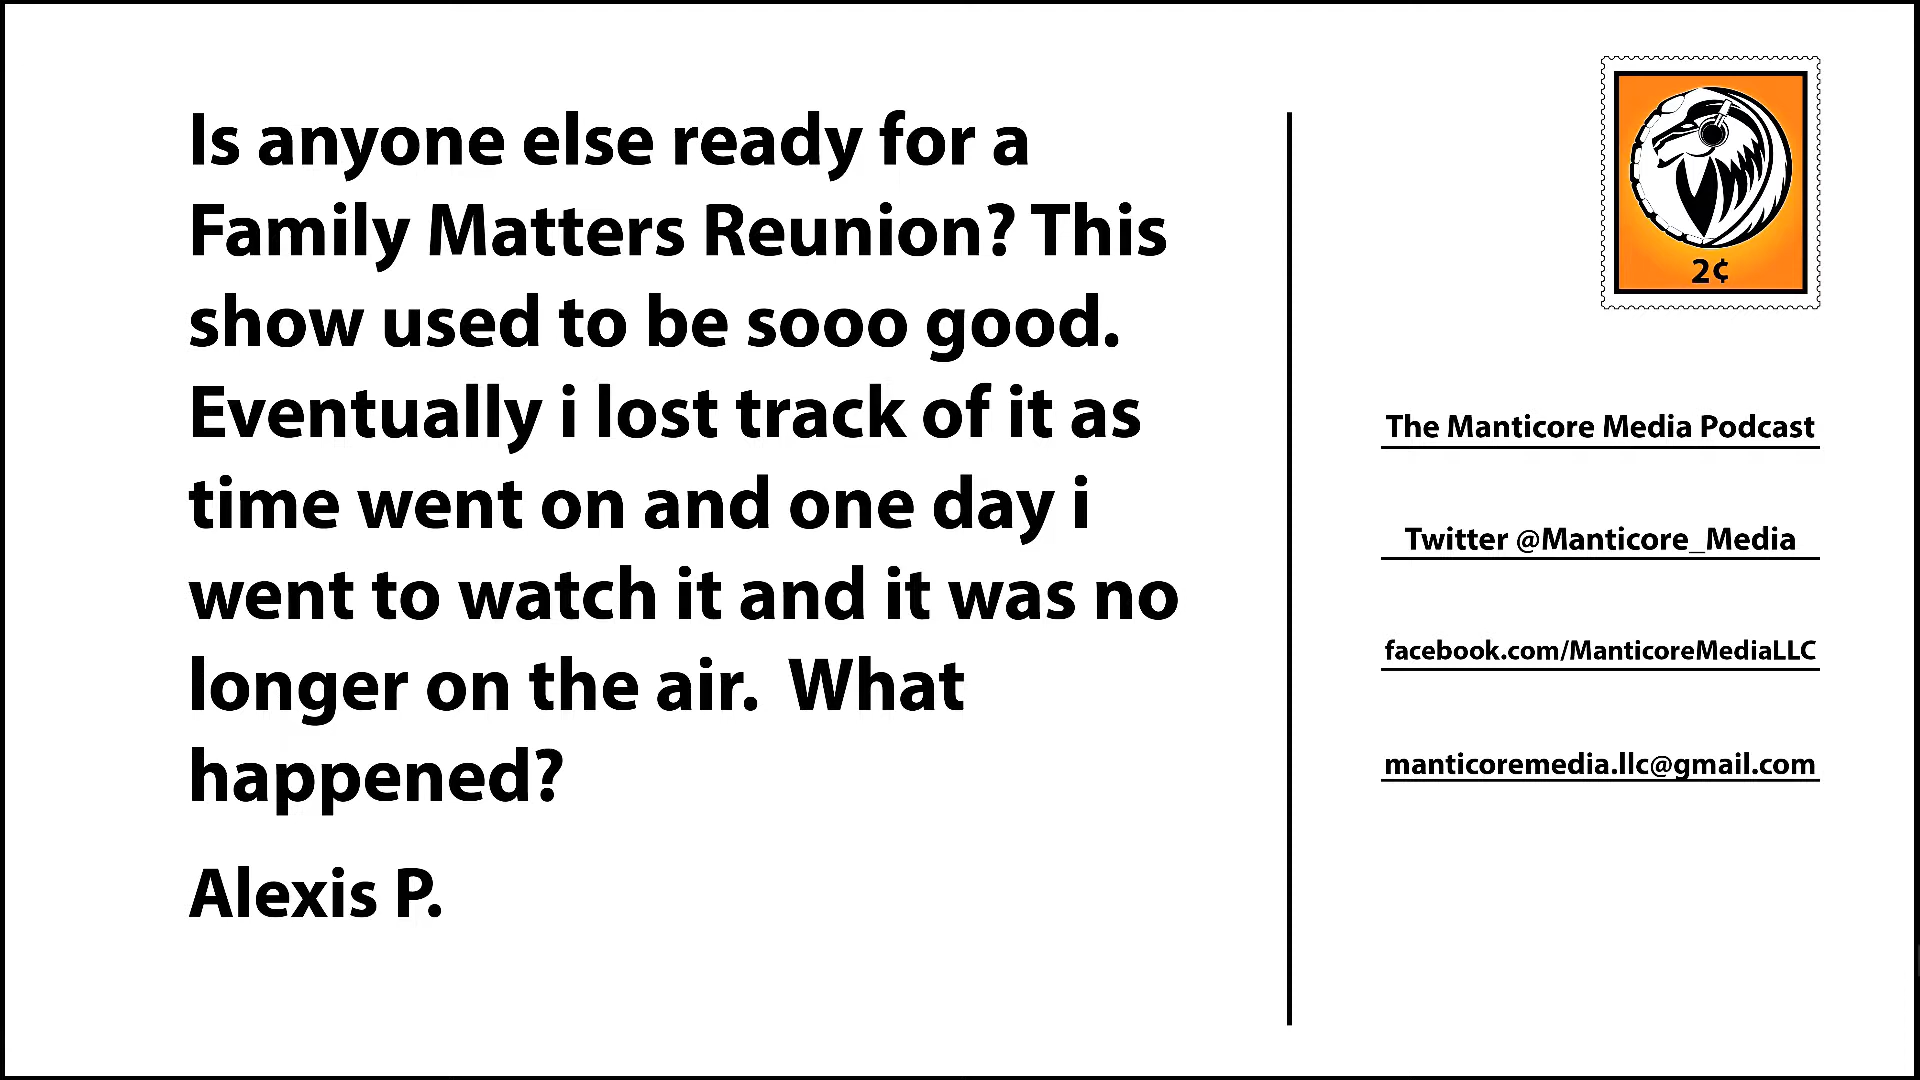 Is anyone else ready for a
Family Matters Reunion? This
show used to be sooo good.
Eventually i lost track of it as
time went on and one day i
went to watch it and it was no
longer on the air.  What
happened?
Alexis P.
2¢
The Manticore Media Podcast
Twitter @Manticore_Media
facebook.com/ManticoreMediaLLC
manticoremedia.llc@gmail.com